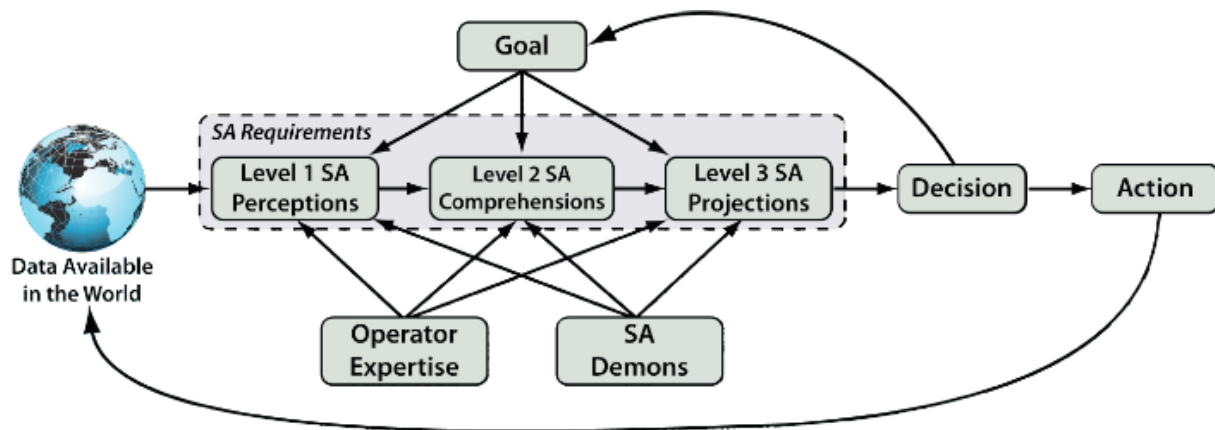 Goal
SA Requirements
Level 1 SA
Perceptions
Level 2 SA
Comprehensions
Level 3 SA
Projections
Decision
Action
Data Available
in the World
Operator
Expertise
SA
Demons